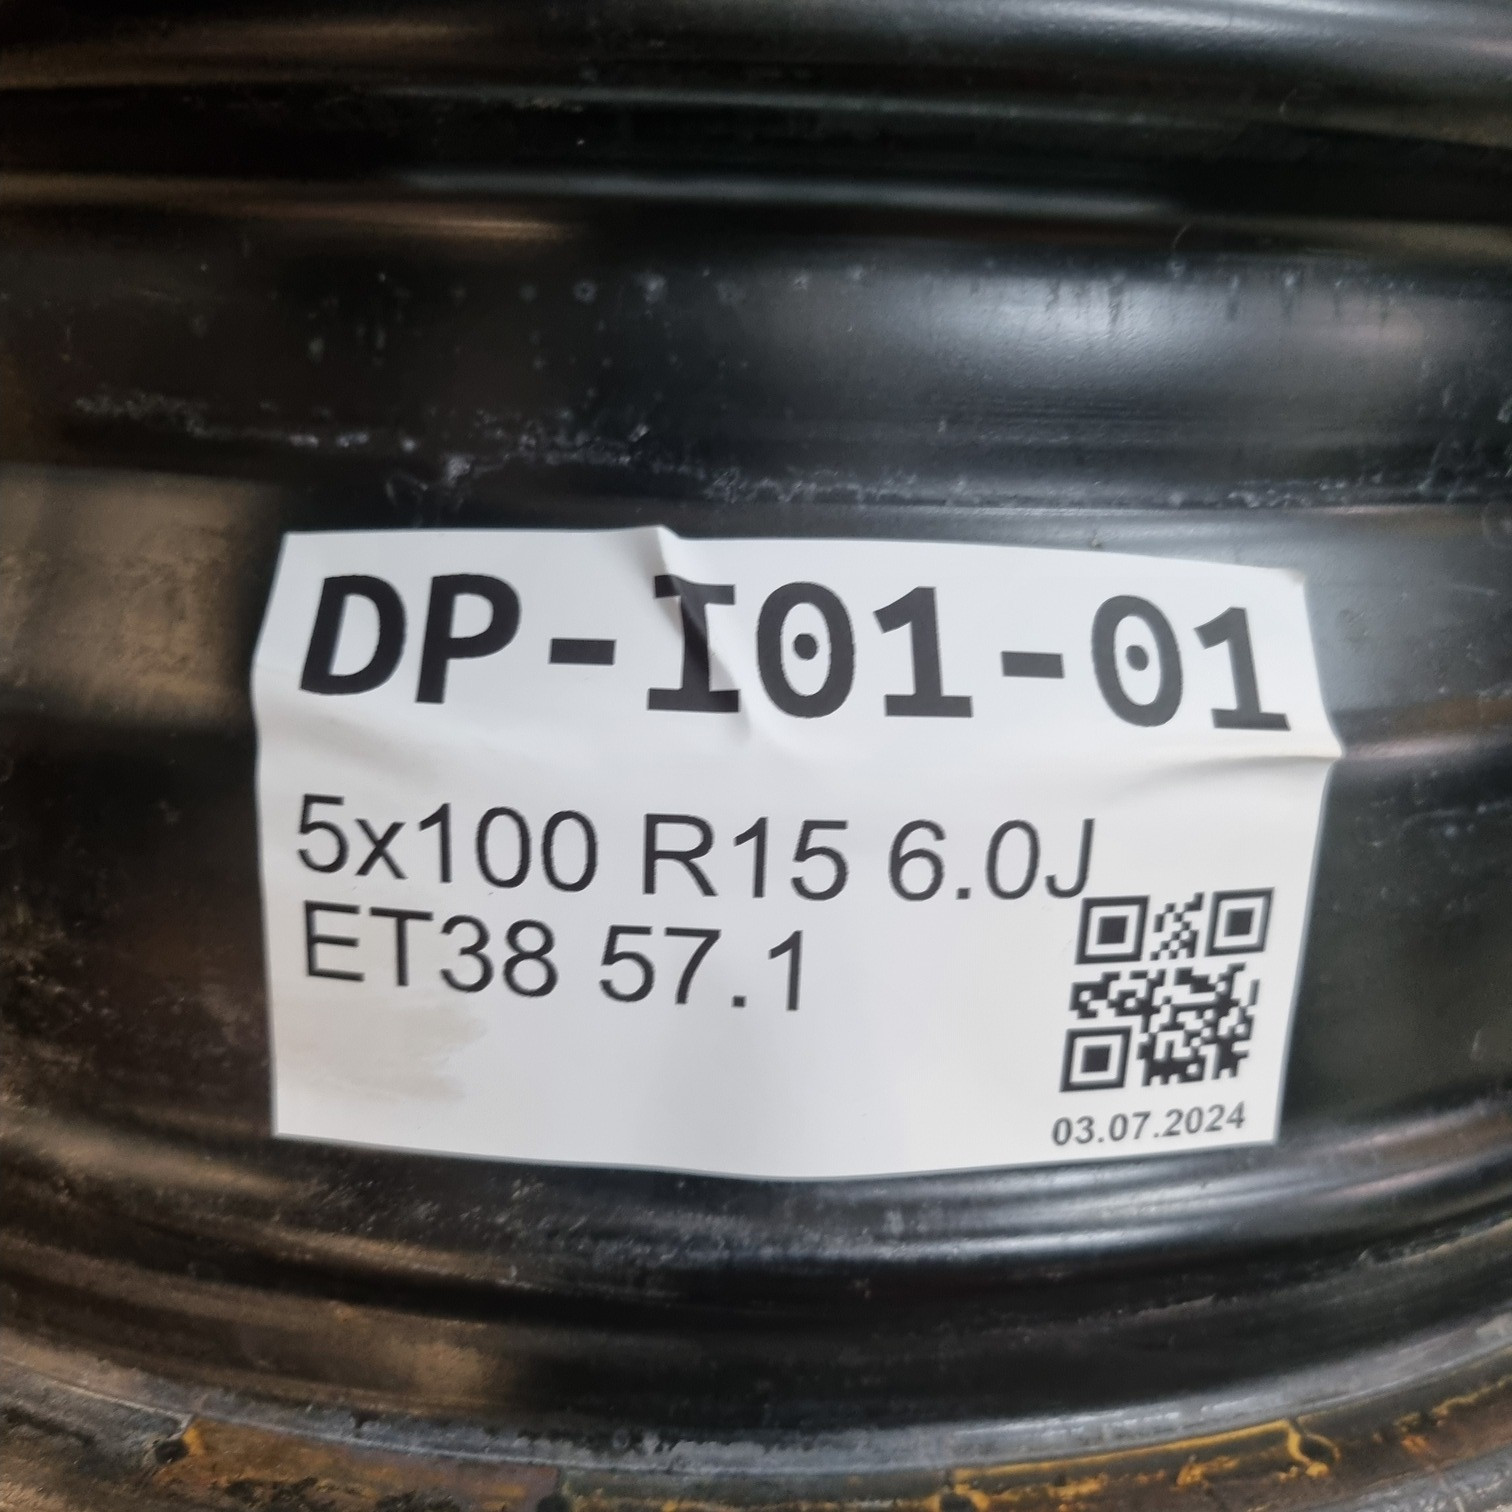 DP-I01-01
5x100 R15 6.0J
ET38 57.1
03.07.2024